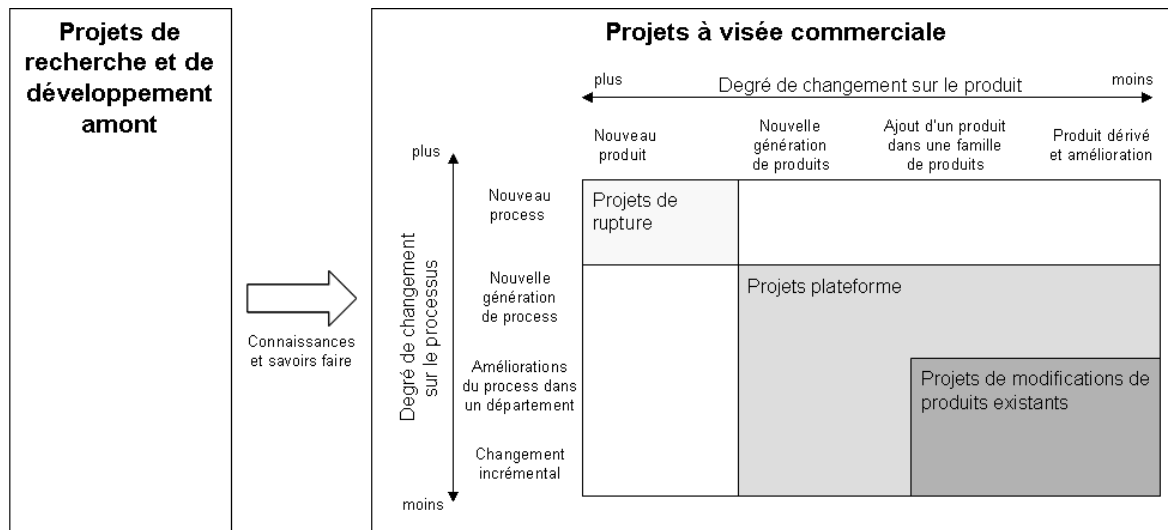 Projets de
recherche et de
développement
amont
Connaissances
et savoirs faire
Projets à visée commerciale
plus
moins
Degré de changement sur le produit
Nouveau
produit
Nouvelle
génération
de produits
Ajout d'un produit
dans une famille
de produits
Produit dérivé
et amélioration
plus
Degré de changement
sur le processus
moins
Nouveau
process
Nouvelle
génération
de process
Améliorations
du process dans
un département
Changement
incrémental
Projets de
rupture
Projets plateforme
Projets de modifications de
produits existants